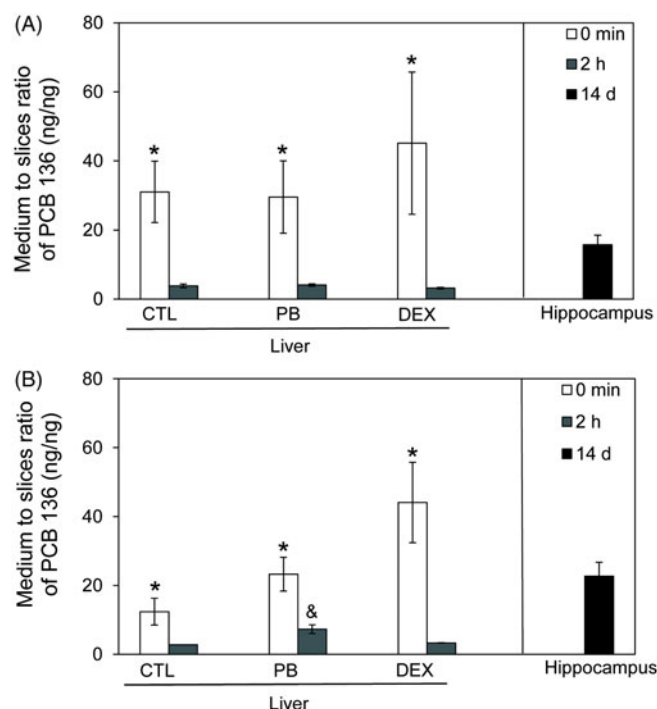 (A)
Medium to slices ratio
of PCB 136 (ng/ng)
80
60
40
20
0
*
*
*
0 min
2 h
14 d
CTL
PB
DEX
Hippocampus
Liver
(B)
Medium to slices ratio
of PCB 136 (ng/ng)
80
60
40
20
0
*
*
&
*
0 min
2 h
14 d
CTL
PB
DEX
Hippocampus
Liver